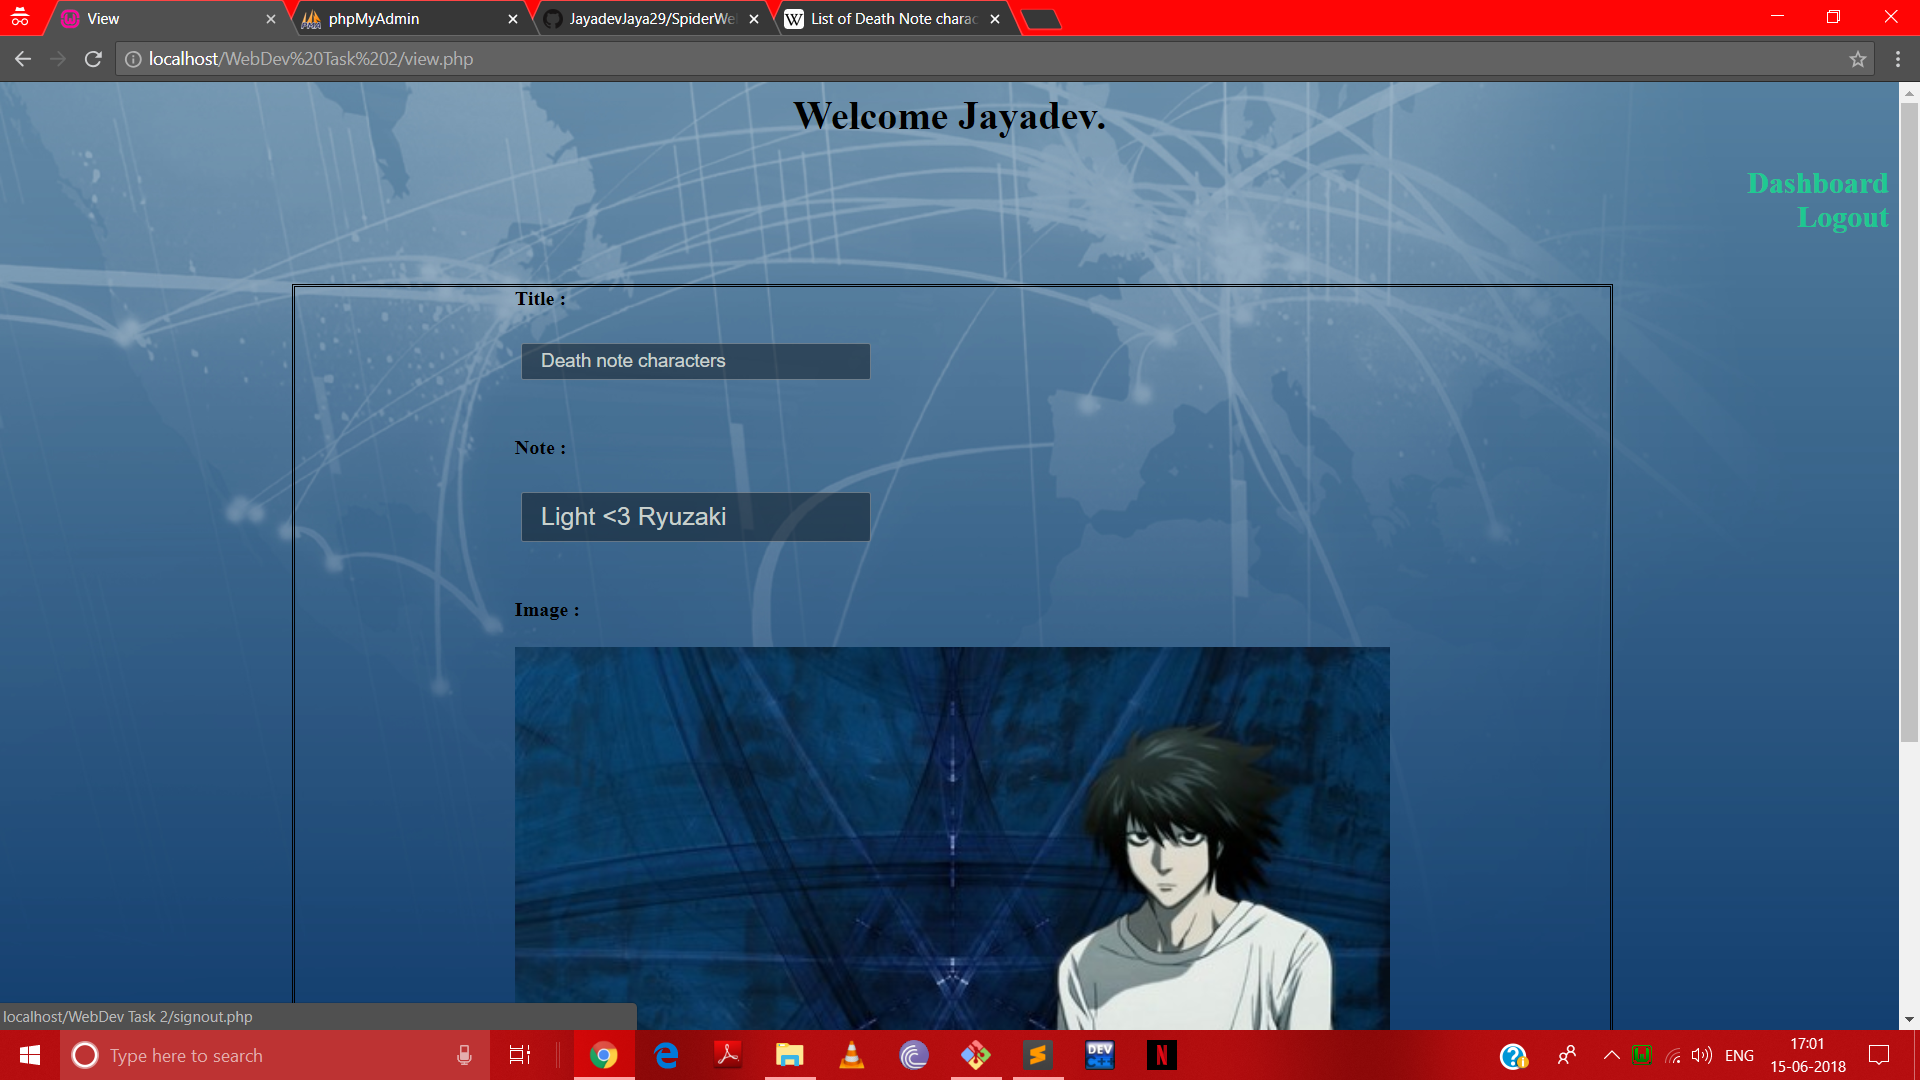 View
phpMyAdmin
JayadevJaya29/SpiderWe
List of Death Note charac
localhost/WebDev%20Task%202/view.php
Welcome Jayadev.
Dashboard
Logout
Title :
Death note characters
Note :
Light <3 Ryuzaki
Image :
localhost/WebDev Task 2/signout.php
Type here to search
DEV
C++
N
ENG
17:01
15-06-2018